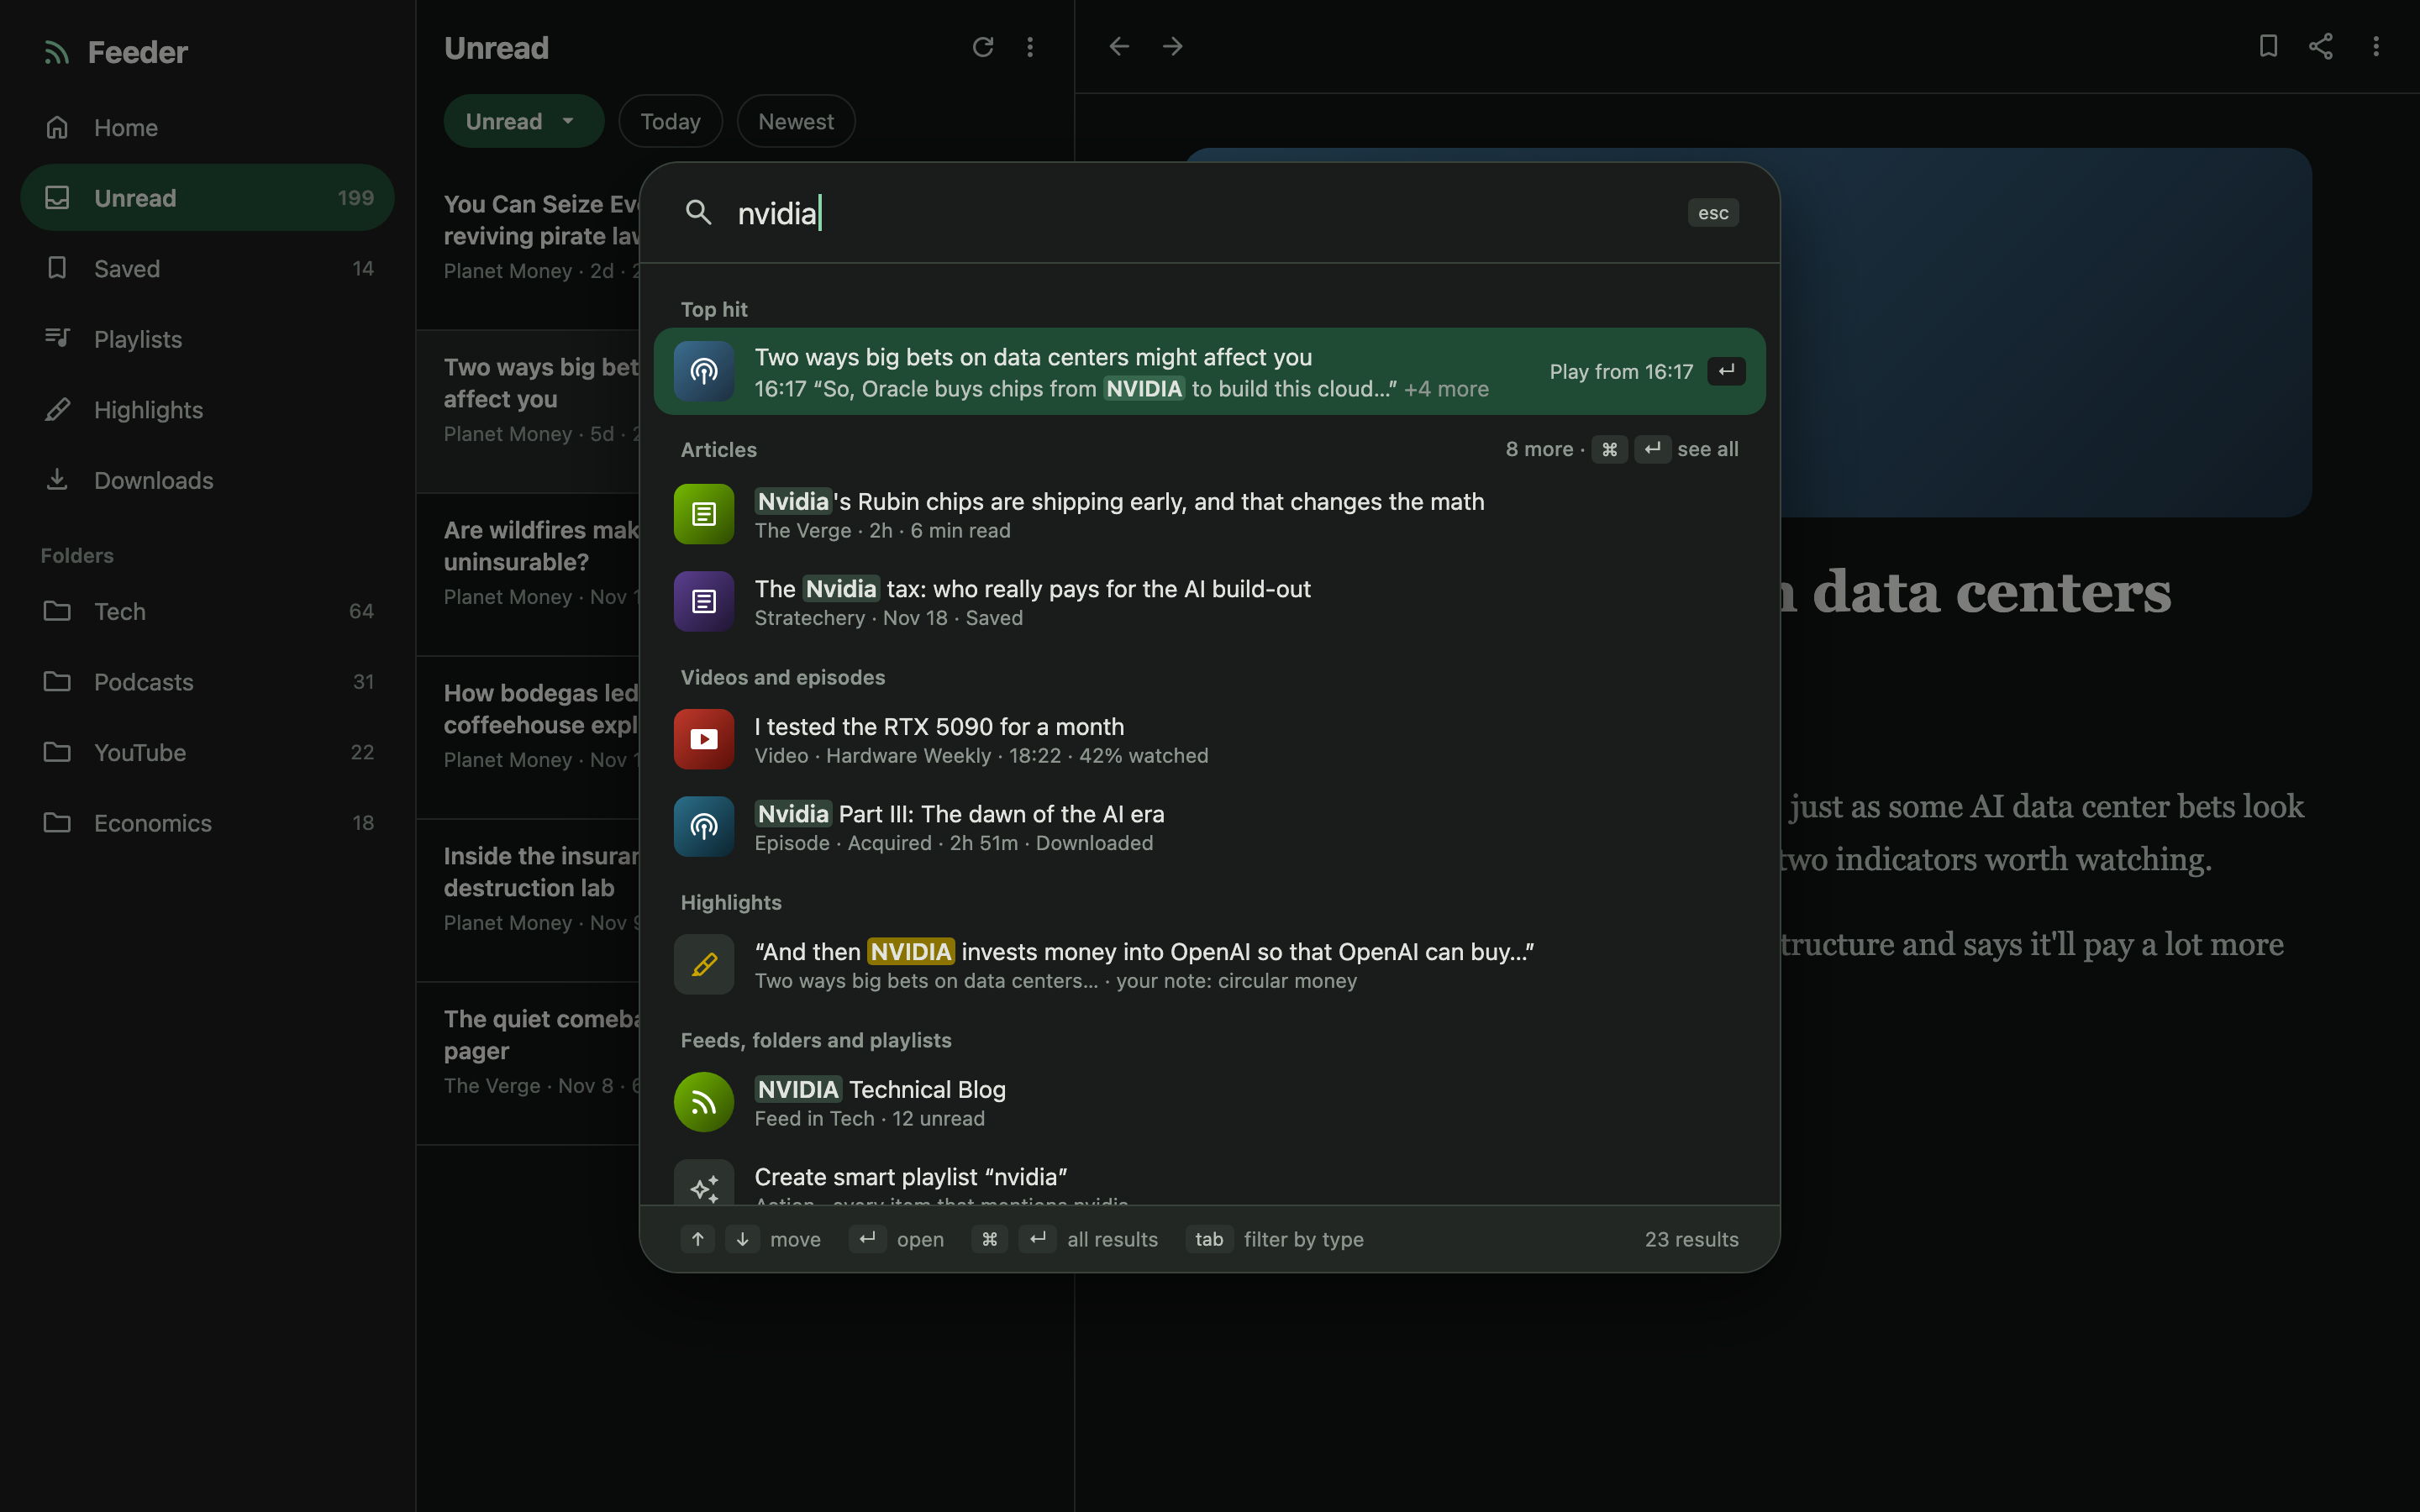 Feeder
Home
Unread 199
Saved 14
Playlists
Highlights
Downloads
Folders
Tech 64
Podcasts 31
YouTube 22
Economics 18
Unread
Unread Today Newest
You Can Seize
reviving pirate
Planet Money · 2d ·
Two ways big
affect you
Planet Money · 5d ·
Are wildfires
uninsurable?
Planet Money · Nov
How bodegas led
coffeehouse
Planet Money · Nov
Inside the
destruction lab
Planet Money · Nov
The quiet
pager
The Verge · Nov 8 ·
nvidia esc
Top hit
Two ways big bets on data centers might affect you
16:17 “So, Oracle buys chips from NVIDIA to build this cloud…” +4 more
Play from 16:17
Articles 8 more · ⌘ ↵ see all
Nvidia's Rubin chips are shipping early, and that changes the math
The Verge · 2h · 6 min read
The Nvidia tax: who really pays for the AI build-out
Stratechery · Nov 18 · Saved
Videos and episodes
I tested the RTX 5090 for a month
Video · Hardware Weekly · 18:22 · 42% watched
Nvidia Part III: The dawn of the AI era
Episode · Acquired · 2h 51m · Downloaded
Highlights
“And then NVIDIA invests money into OpenAI so that OpenAI can buy…”
Two ways big bets on data centers… · your note: circular money
Feeds, folders and playlists
NVIDIA Technical Blog
Feed in Tech · 12 unread
Create smart playlist “nvidia”
↑ ↓ move ↵ open ⌘ ↵ all results tab filter by type 23 results
data centers
just as some AI data center bets look
two indicators worth watching.
and says it'll pay a lot more